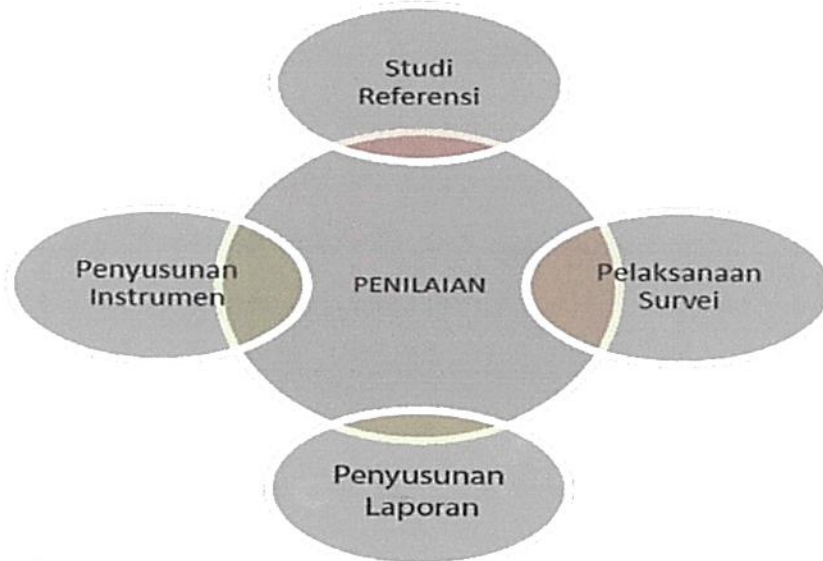 Studi
Referensi
Penyusunan
Instrumen
PENILAIAN
Pelaksanaan
Survei
Penyusunan
Laporan